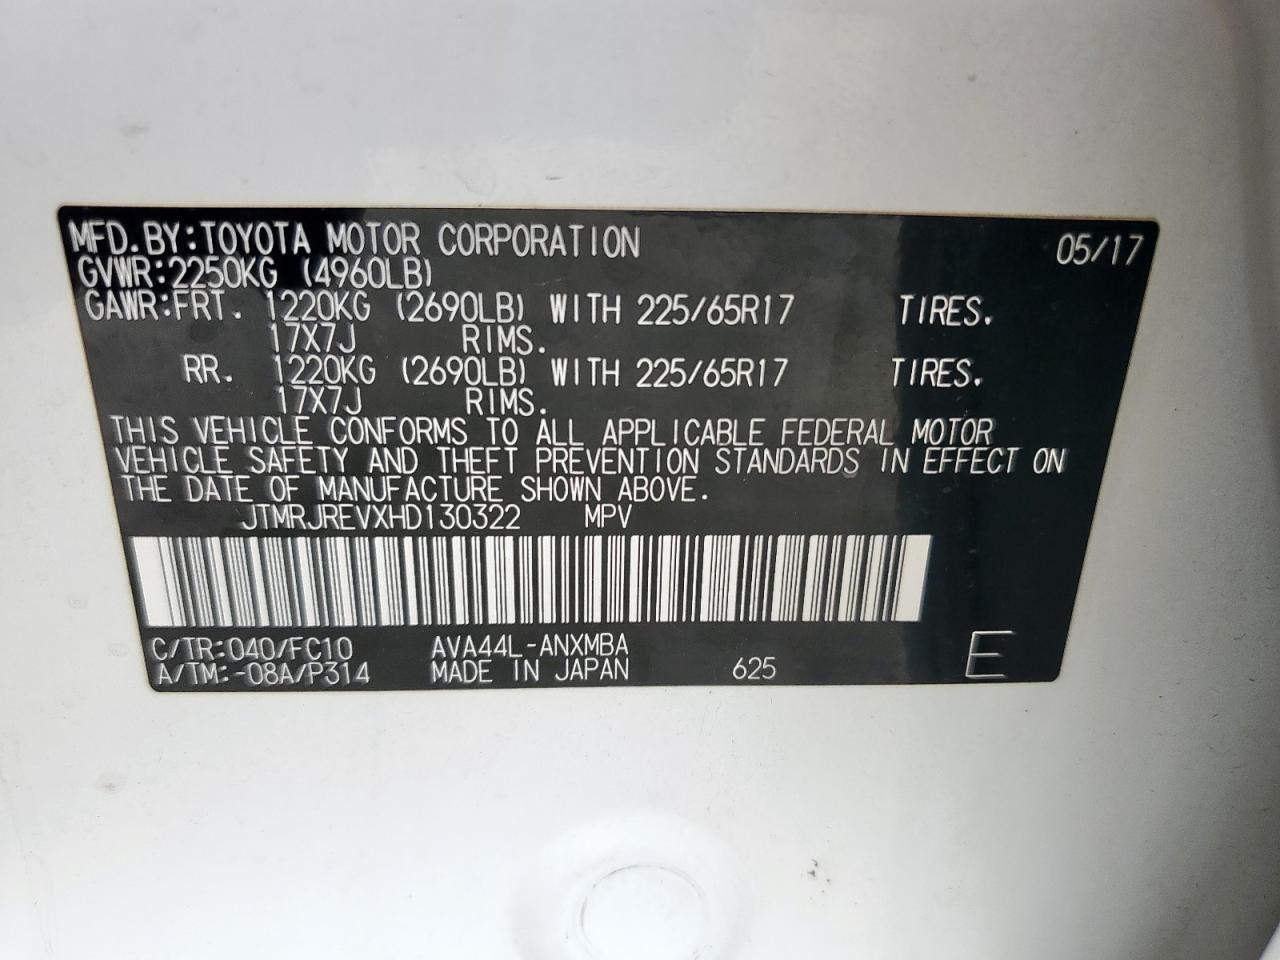 MFD.BY:TOYOTA MOTOR CORPORATION 05/17
GVWR:2250KG (4960LB)
GAWR:FRT. 1220KG (2690LB) WITH 225/65R17 TIRES.
17X7J RIMS.
RR. 1220KG (2690LB) WITH 225/65R17 TIRES.
17X7J RIMS.
THIS VEHICLE CONFORMS TO ALL APPLICABLE FEDERAL MOTOR
VEHICLE SAFETY AND THEFT PREVENTION STANDARDS IN EFFECT ON
THE DATE OF MANUFACTURE SHOWN ABOVE.
JTMRJREVXHD130322 MPV
C/TR:040/FC10 AVA44L-ANXMBA
A/TM:-08A/P314 MADE IN JAPAN 625 E